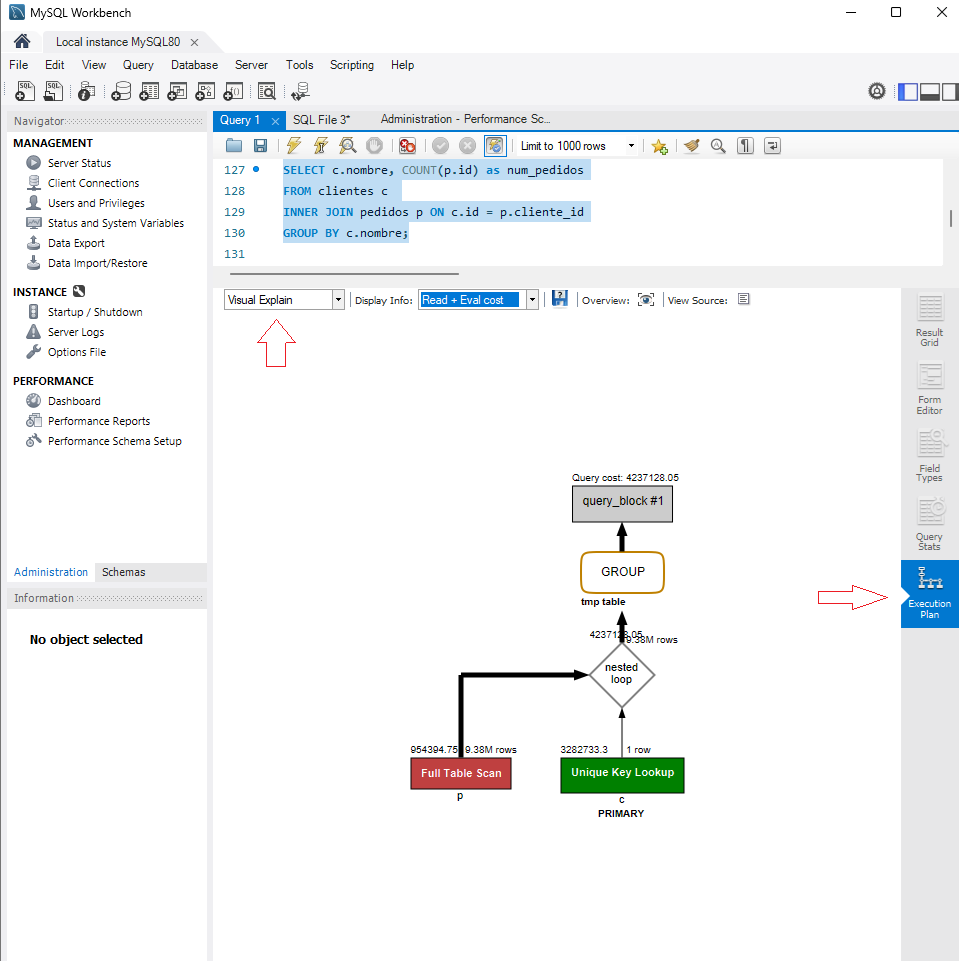 MySQL Workbench
Local instance MySQL80
File Edit View Query Database Server Tools Scripting Help
Navigator
MANAGEMENT
Server Status
Client Connections
Users and Privileges
Status and System Variables
Data Export
Data Import/Restore
INSTANCE
Startup / Shutdown
Server Logs
Options File
PERFORMANCE
Dashboard
Performance Reports
Performance Schema Setup
Administration Schemas
Information
No object selected
Query 1 SQL File 3* Administration - Performance Sc...
Limit to 1000 rows
127 SELECT c.nombre, COUNT(p.id) as num_pedidos
128 FROM clientes c
129 INNER JOIN pedidos p ON c.id = p.cliente_id
130 GROUP BY c.nombre;
131
Visual Explain Display Info: Read + Eval cost Overview: View Source:
Query cost: 4237128.05
query_block #1
GROUP
tmp table
4237128.05
9.38M rows
nested
loop
954394.75 9.38M rows
Full Table Scan
p
3282733.3 1 row
Unique Key Lookup
c
PRIMARY
Result
Grid
Form
Editor
Field
Types
Query
Stats
Execution
Plan